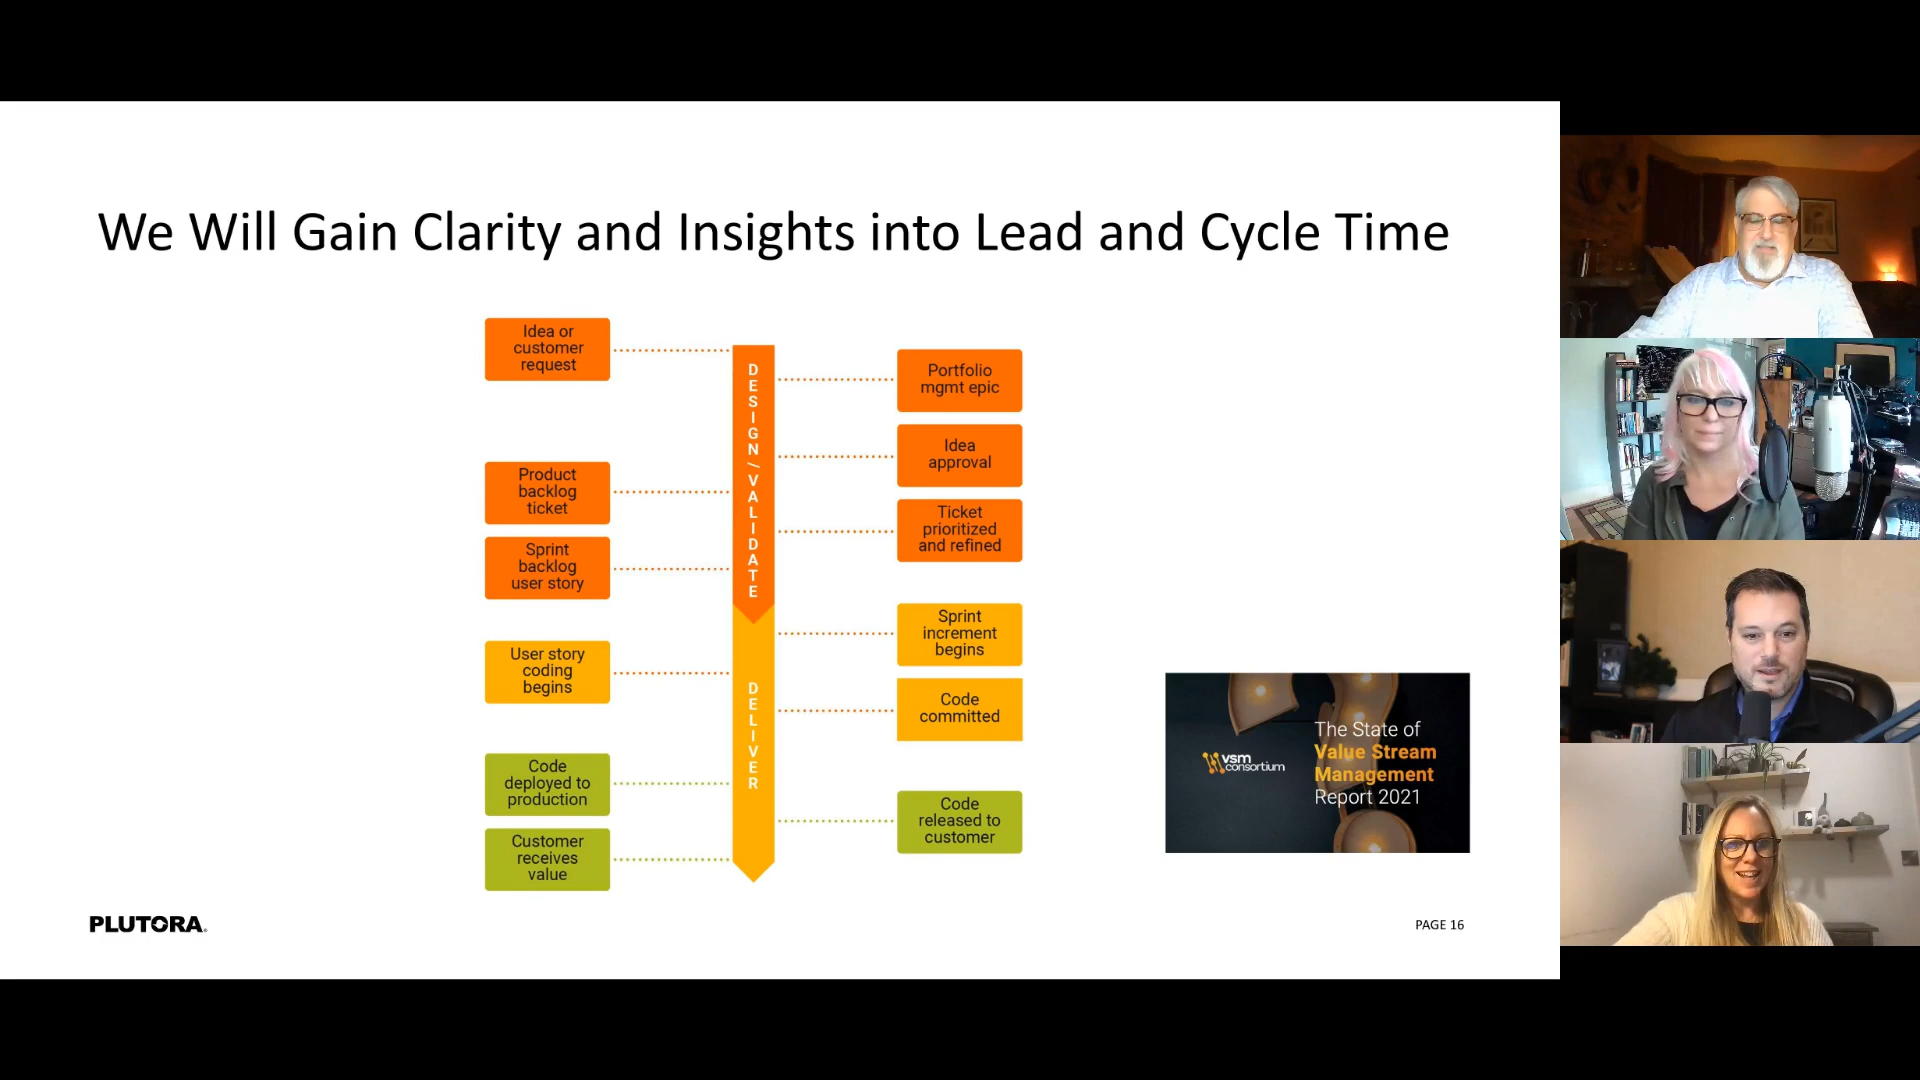 We Will Gain Clarity and Insights into Lead and Cycle Time
Idea or
customer
request
Portfolio
mgmt epic
Idea
approval
Product
backlog
ticket
Ticket
prioritized
and refined
Sprint
backlog
user story
DESIGN/VALIDATE
Sprint
increment
begins
User story
coding
begins
Code
committed
DELIVER
Code
deployed to
production
Code
released to
customer
Customer
receives
value
vsm
consortium
The State of
Value Stream
Management
Report 2021
PLUTORA
PAGE 16